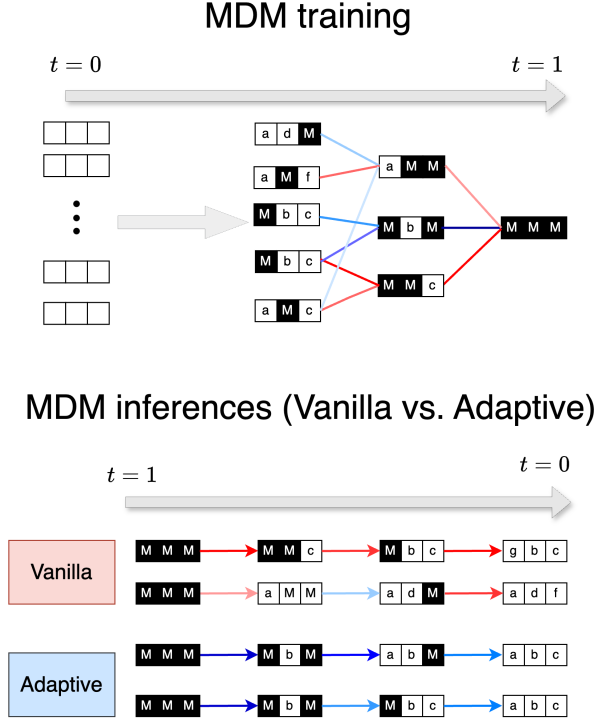 MDM training
t = 0 t = 1
a d M
a M M
a M f
M b c
M b M
M M M
M b c
M M c
a M c
MDM inferences (Vanilla vs. Adaptive)
t = 1 t = 0
Vanilla
M M M M M c M b c g b c
M M M a M M a d M a d f
Adaptive
M M M M b M a b M a b c
M M M M b M M b c a b c